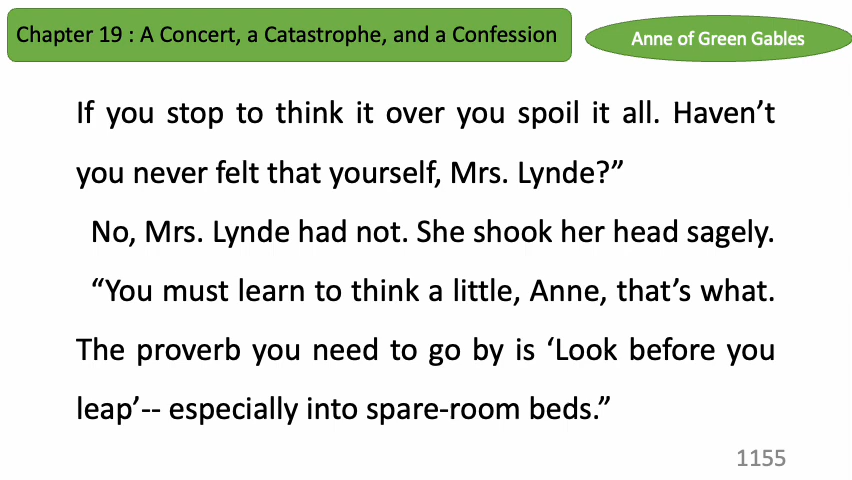 Chapter 19 : A Concert, a Catastrophe, and a Confession
Anne of Green Gables
If you stop to think it over you spoil it all. Haven’t
you never felt that yourself, Mrs. Lynde?”
No, Mrs. Lynde had not. She shook her head sagely.
“You must learn to think a little, Anne, that’s what.
The proverb you need to go by is ‘Look before you
leap’-- especially into spare-room beds.”
1155